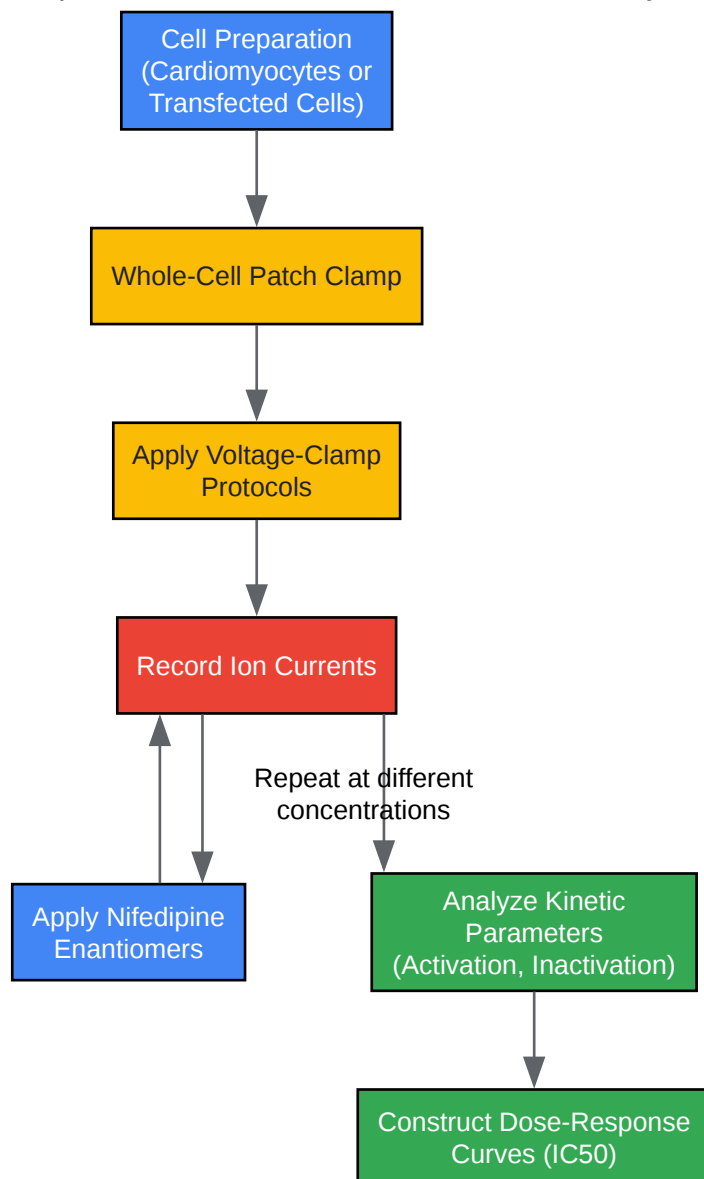 Cell Preparation
(Cardiomyocytes or
Transfected Cells)
Whole-Cell Patch Clamp
Apply Voltage-Clamp
Protocols
Record Ion Currents
Repeat at different
concentrations
Apply Nifedipine
Enantiomers
Analyze Kinetic
Parameters
(Activation, Inactivation)
Construct Dose-Response
Curves (IC50)